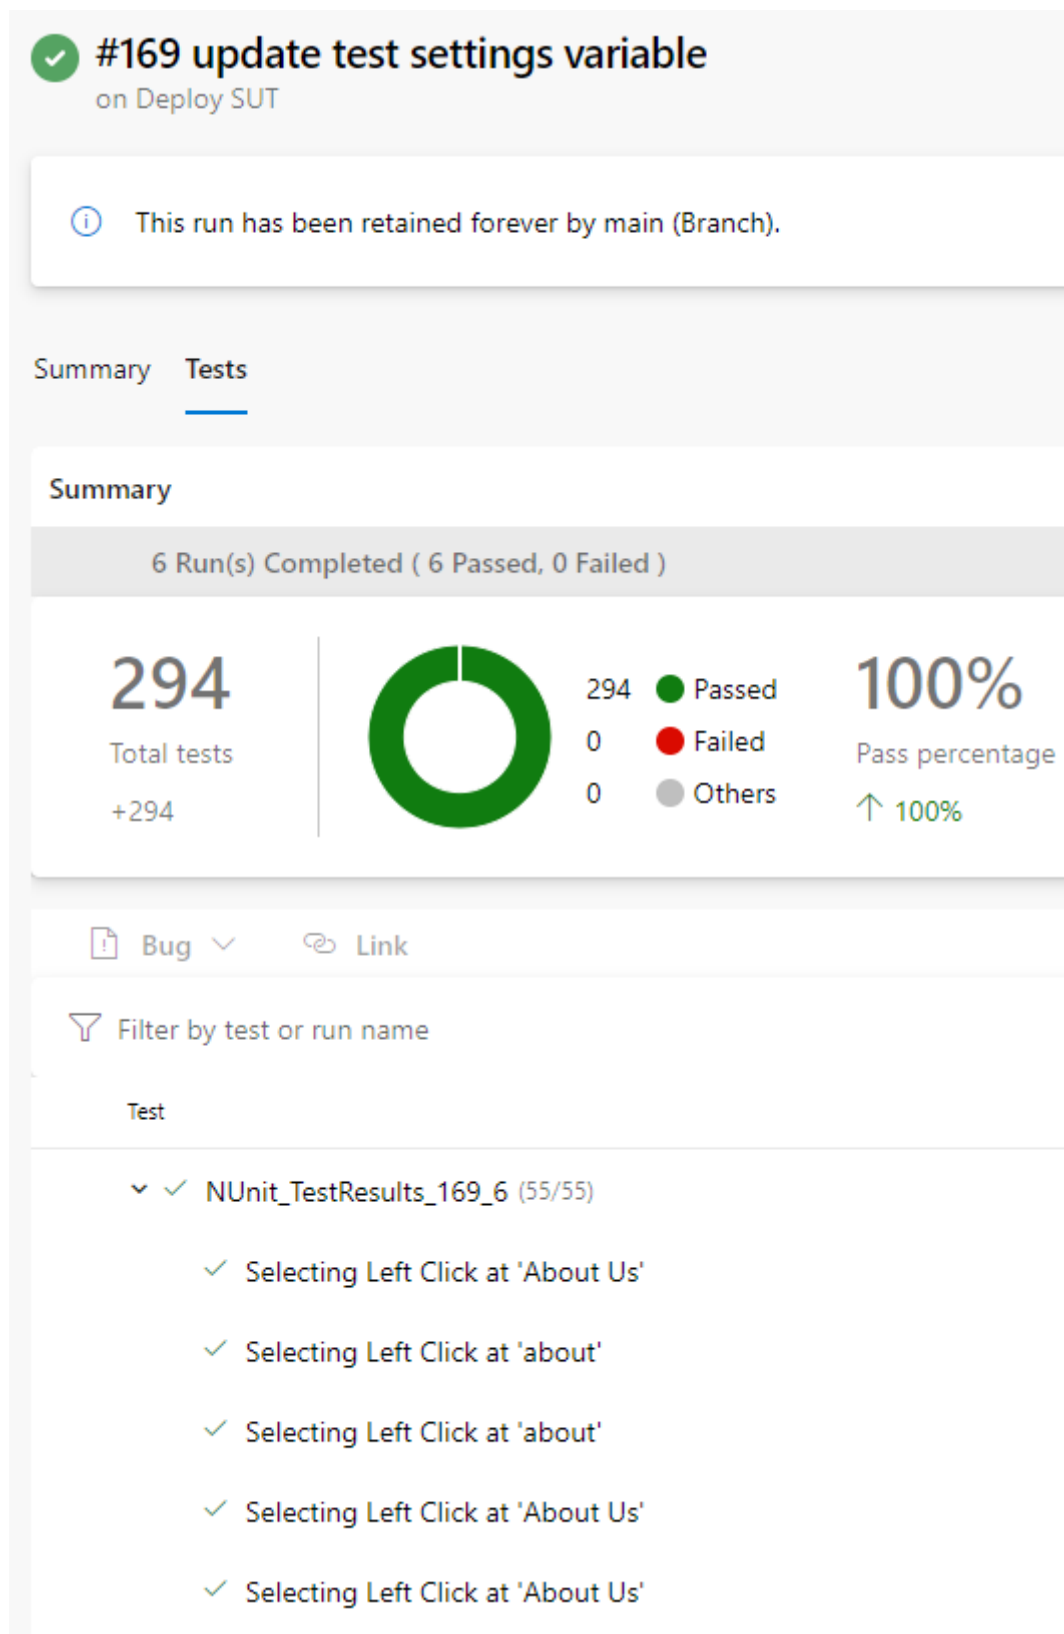 #169 update test settings variable
on Deploy SUT
This run has been retained forever by main (Branch).
Summary Tests
Summary
6 Run(s) Completed ( 6 Passed, 0 Failed )
294
Total tests
+294
294 Passed
0 Failed
0 Others
100%
Pass percentage
100%
Bug Link
Filter by test or run name
Test
NUnit_TestResults_169_6 (55/55)
Selecting Left Click at 'About Us'
Selecting Left Click at 'about'
Selecting Left Click at 'about'
Selecting Left Click at 'About Us'
Selecting Left Click at 'About Us'